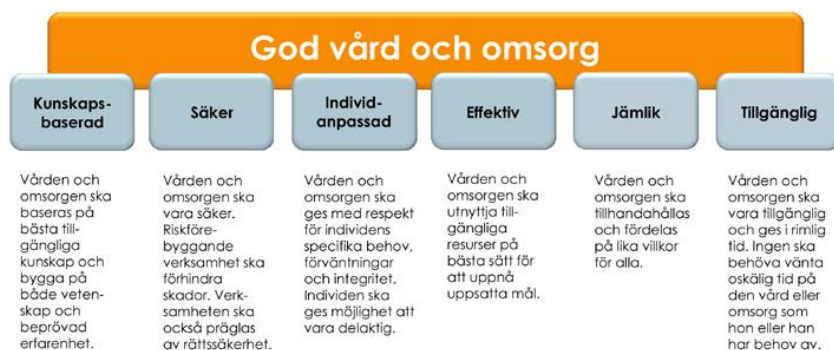 God vård och omsorg
Kunskaps-
baserad
Säker
Individ-
anpassad
Effektiv
Jämlik
Tillgänglig
Vården och
omsorgen ska
baseras på
bästa till-
gängliga
kunskap och
bygga på
både veten-
skap och
beprövad
erfarenhet.
Vården och
omsorgen ska
vara säker.
Riskföre-
byggande
verksamhet ska
förhindra
skador. Verk-
samheten ska
också präglas
av rättssäkerhet.
Vården och
omsorgen ska
ges med respekt
för individens
specifika behov,
förväntningar
och integritet.
Individen ska
ges möjlighet att
vara delaktig.
Vården och
omsorgen ska
utnyttja till-
gängliga
resurser på
bästa sätt för
att uppnå
uppsatta mål.
Vården och
omsorgen ska
tillhandahållas
och fördelas
på lika villkor
för alla.
Vården och
omsorgen ska
vara tillgänglig
och ges i rimlig
tid. Ingen ska
behöva vänta
oskälig tid på
den vård eller
omsorg som
hon eller han
har behov av.